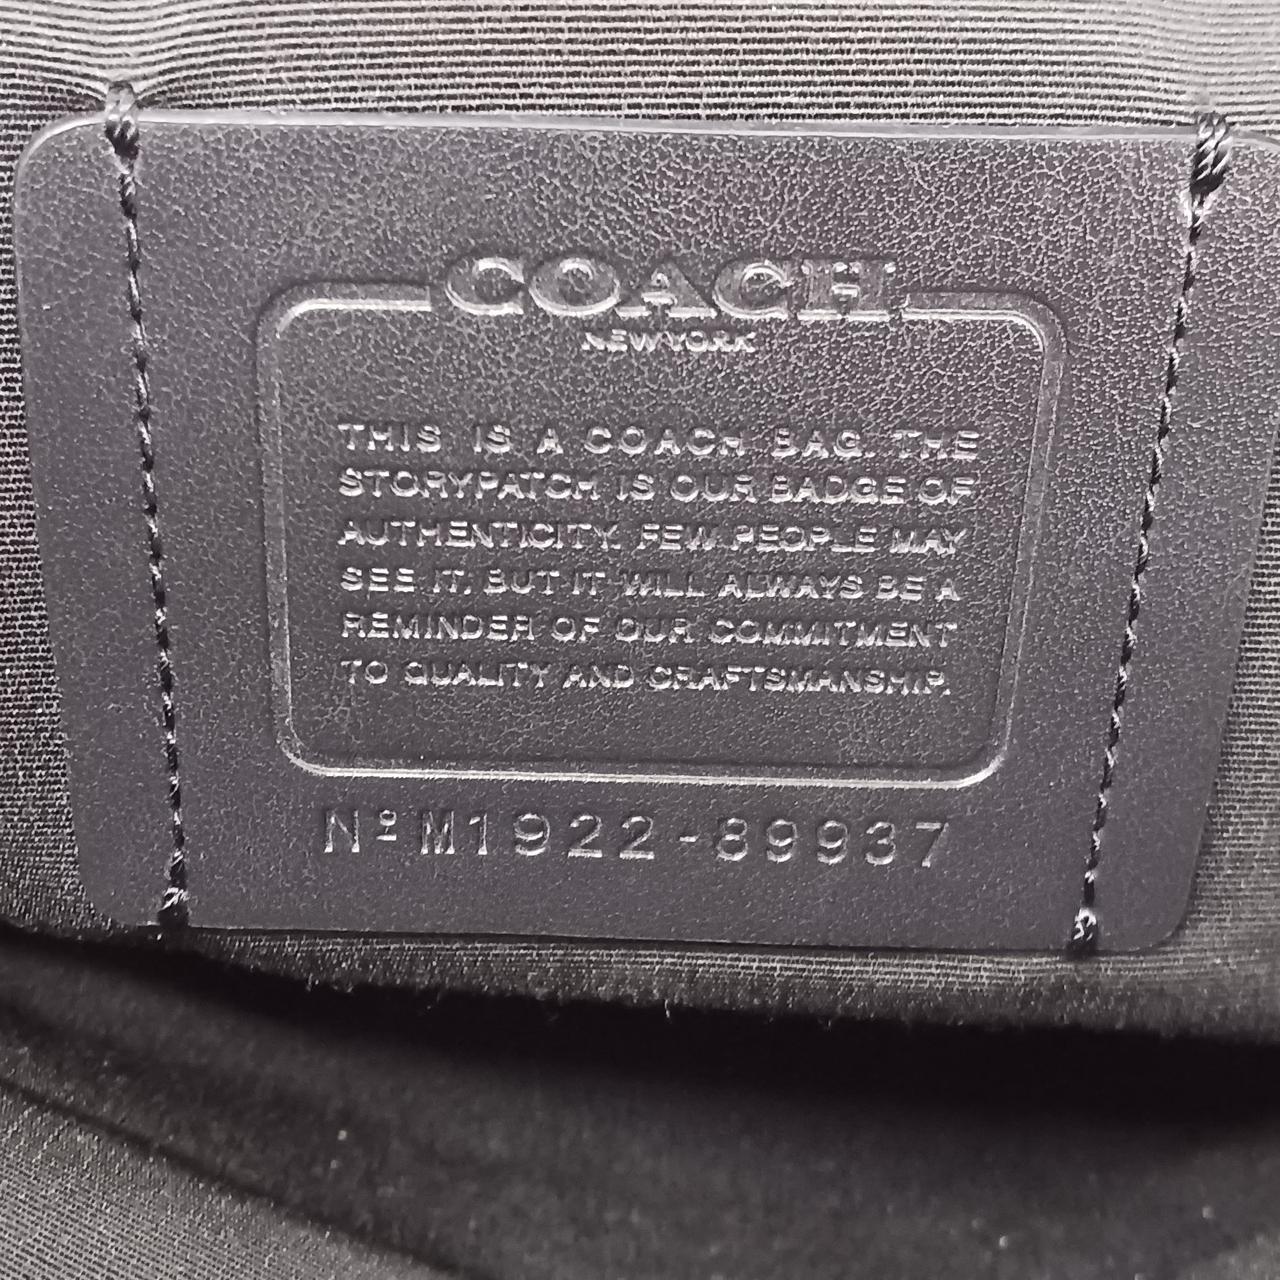 COACH
NEW YORK
THIS IS A COACH BAG. THE
STORYPATCH IS OUR BADGE OF
AUTHENTICITY. FEW PEOPLE MAY
SEE IT, BUT IT WILL ALWAYS BE A
REMINDER OF OUR COMMITMENT
TO QUALITY AND CRAFTSMANSHIP.
Nº M1922-89937